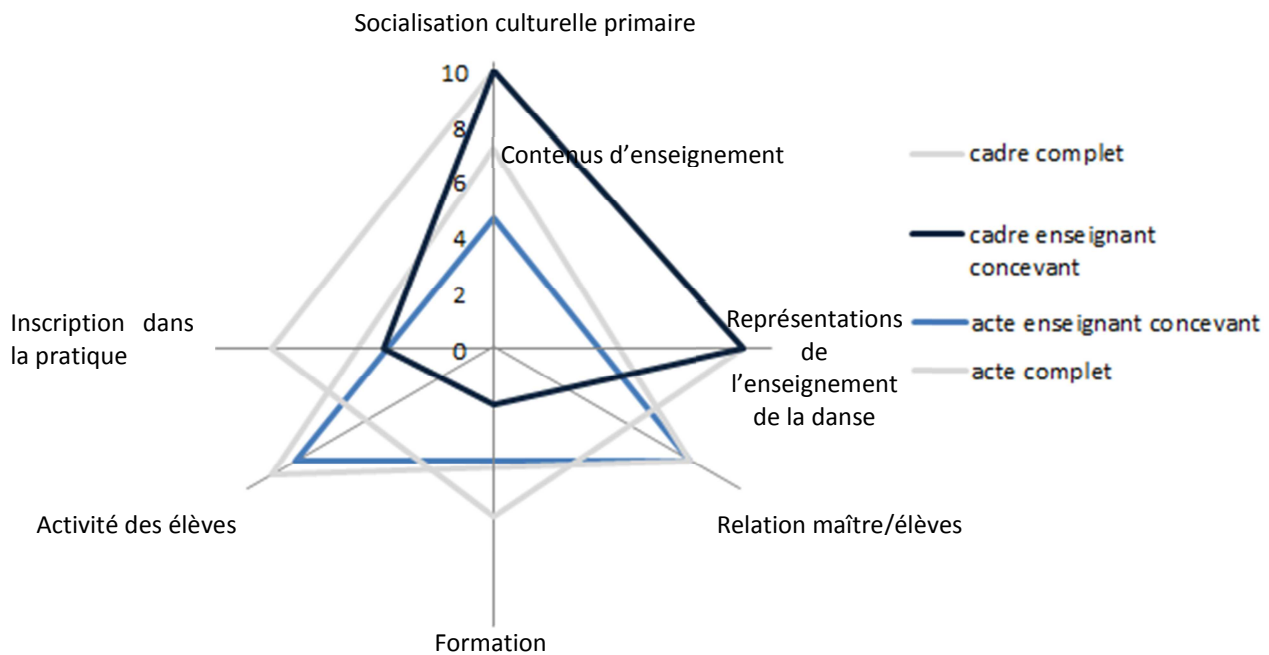 Socialisation culturelle primaire
10
8
6
4
2
0
Contenus d'enseignement
Inscription dans
la pratique
Représentations
de
l'enseignement
de la danse
Activité des élèves
Relation maître/élèves
Formation
cadre complet
cadre enseignant
concevant
acte enseignant concevant
acte complet